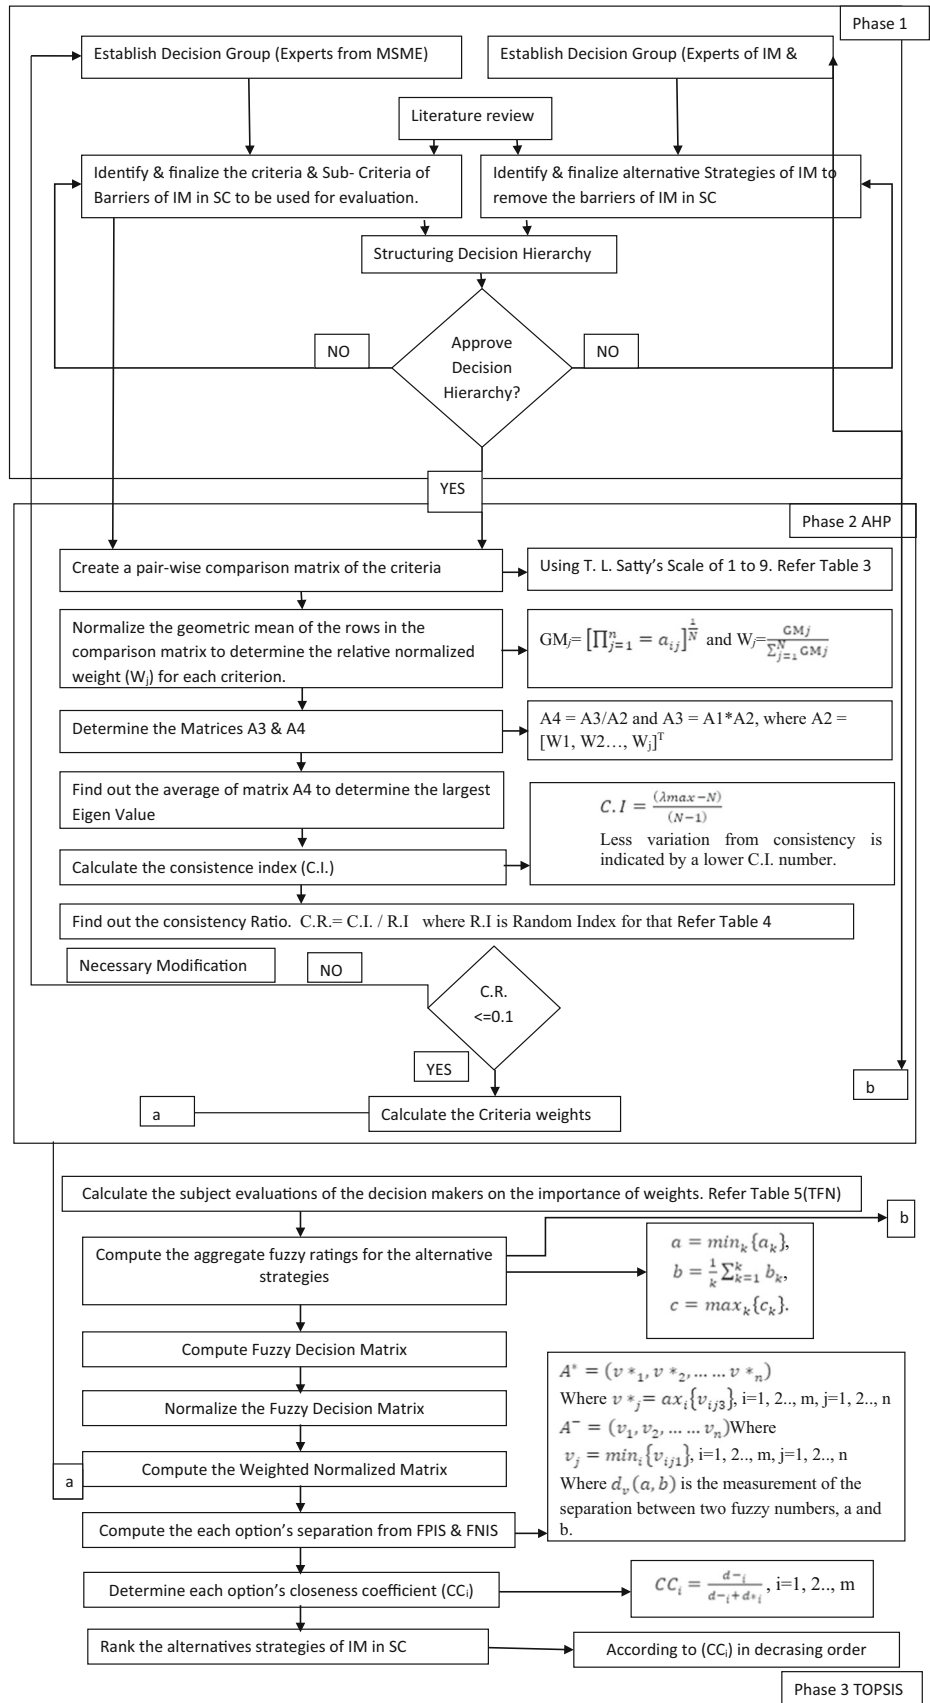 Phase 1
Establish Decision Group (Experts from MSME)
Establish Decision Group (Experts of IM &
Literature review
Identify & finalize the criteria & Sub- Criteria of
Barriers of IM in SC to be used for evaluation.
Identify & finalize alternative Strategies of IM to
remove the barriers of IM in SC
Structuring Decision Hierarchy
NO
Approve
Decision
Hierarchy?
NO
YES
Phase 2 AHP
Create a pair-wise comparison matrix of the criteria
Using T. L. Satty's Scale of 1 to 9. Refer Table 3
Normalize the geometric mean of the rows in the
comparison matrix to determine the relative normalized
weight (Wj) for each criterion.
GMj= [∏ⁿⱼ₌₁ = aᵢⱼ]^(1/N) and Wj= GMj / ∑ᴺⱼ₌₁ GMj
Determine the Matrices A3 & A4
A4 = A3/A2 and A3 = A1*A2, where A2 =
[W1, W2…, Wj]ᵀ
Find out the average of matrix A4 to determine the largest
Eigen Value
C.I = (λmax−N) / (N−1)
Less variation from consistency is
indicated by a lower C.I. number.
Calculate the consistence index (C.I.)
Find out the consistency Ratio. C.R.= C.I. / R.I where R.I is Random Index for that Refer Table 4
Necessary Modification
NO
C.R.
<=0.1
YES
b
a
Calculate the Criteria weights
Calculate the subject evaluations of the decision makers on the importance of weights. Refer Table 5(TFN)
b
Compute the aggregate fuzzy ratings for the alternative
strategies
a = minₖ{aₖ},
b = 1/k ∑ᵏₖ₌₁ bₖ,
c = maxₖ{cₖ}.
Compute Fuzzy Decision Matrix
Normalize the Fuzzy Decision Matrix
a
Compute the Weighted Normalized Matrix
A* = (v *₁, v *₂, … … v *ₙ)
Where v *ⱼ= axᵢ{vᵢⱼ₃}, i=1, 2.., m, j=1, 2.., n
A⁻ = (v₁, v₂, … … vₙ)Where
vⱼ = minᵢ{vᵢⱼ₁}, i=1, 2.., m, j=1, 2.., n
Where dᵥ(a, b) is the measurement of the
separation between two fuzzy numbers, a and
b.
Compute the each option's separation from FPIS & FNIS
Determine each option's closeness coefficient (CCᵢ)
CCᵢ = d−ᵢ / d−ᵢ+d*ᵢ , i=1, 2.., m
Rank the alternatives strategies of IM in SC
According to (CCᵢ) in decrasing order
Phase 3 TOPSIS